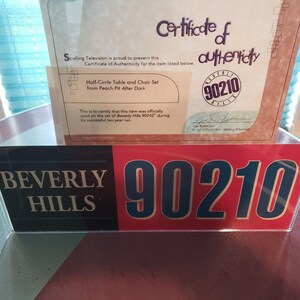 Certificate of
authenticity
Spelling Television is proud to present this
Certificate of Authenticity for the item listed below.
Half-Circle Table and Chair Set
from Peach Pit After Dark
BEVERLY
90210
HILLS
This is to certify that this item was officially
used on the set of Beverly Hills 90210® during
its successful ten year run.
BEVERLY
HILLS
90210